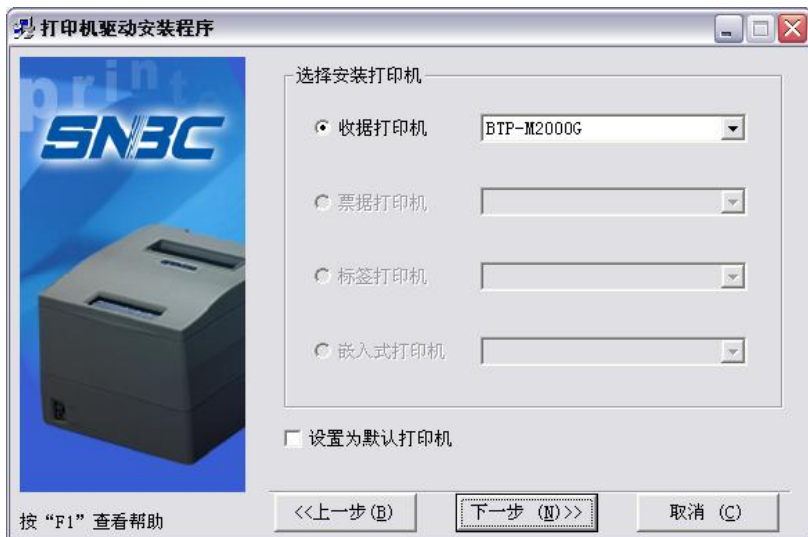 打印机驱动安装程序
printe
SNBC
选择安装打印机
收据打印机 BTP-M2000G
票据打印机
标签打印机
嵌入式打印机
设置为默认打印机
按 “F1” 查看帮助
<<上一步(B) 下一步 (N)>> 取消 (C)